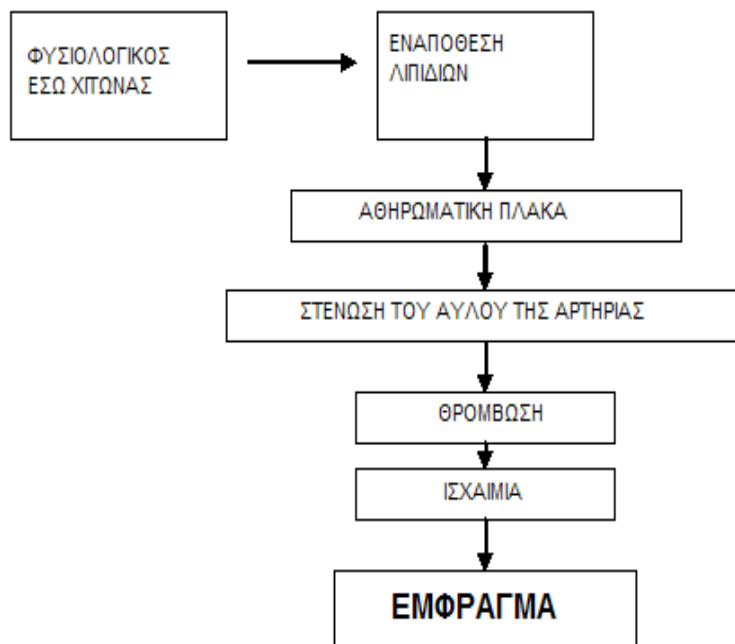 ΦΥΣΙΟΛΟΓΙΚΟΣ
ΕΣΩ ΧΙΤΩΝΑΣ
ΕΝΑΠΟΘΕΣΗ
ΛΙΠΙΔΙΩΝ
ΑΘΗΡΩΜΑΤΙΚΗ ΠΛΑΚΑ
ΣΤΕΝΩΣΗ ΤΟΥ ΑΥΛΟΥ ΤΗΣ ΑΡΤΗΡΙΑΣ
ΘΡΟΜΒΩΣΗ
ΙΣΧΑΙΜΙΑ
ΕΜΦΡΑΓΜΑ